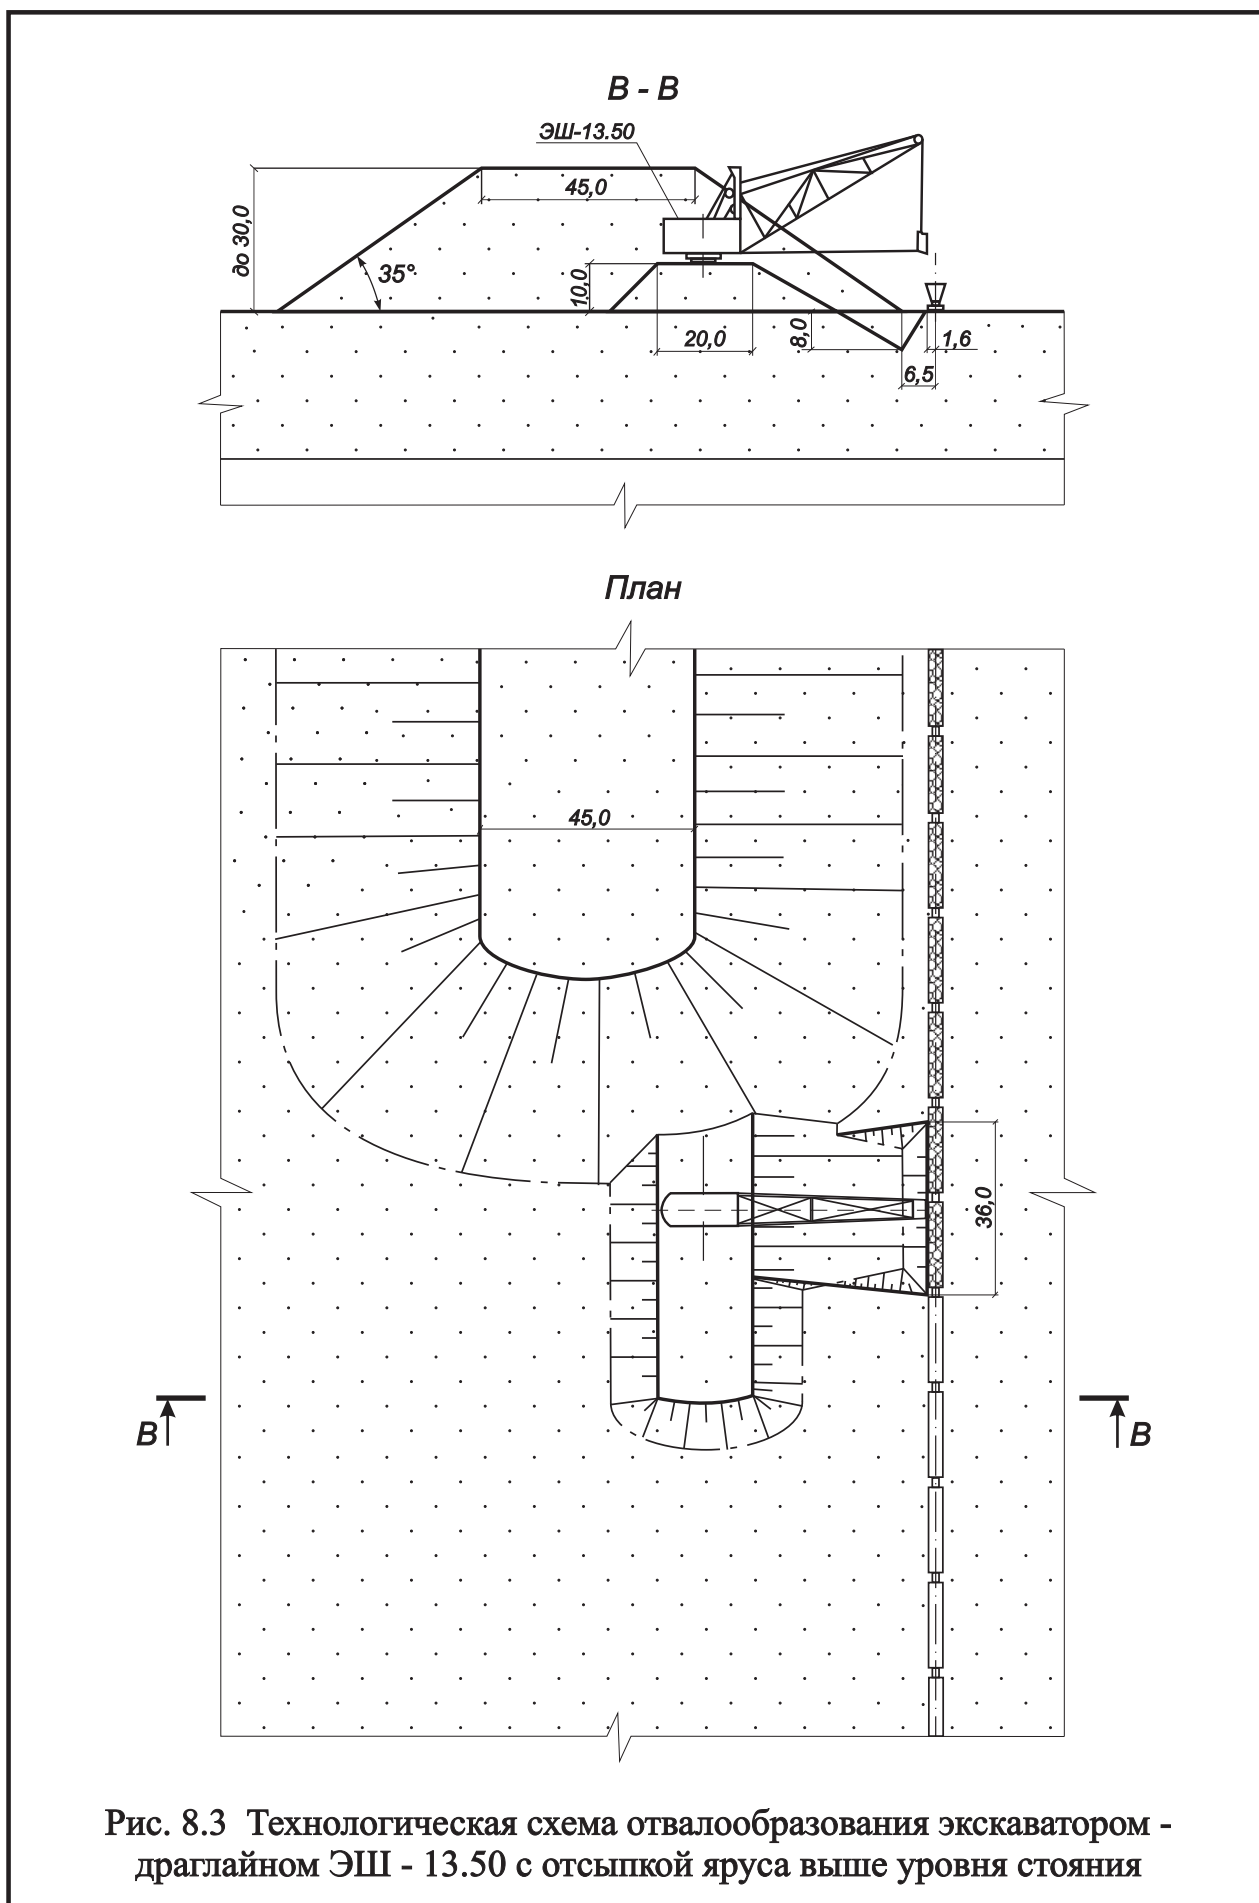 В - В
ЭШ-13.50
45,0
до 30,0
35°
10,0
20,0
8,0
1,6
6,5
План
45,0
36,0
В
В
Рис. 8.3 Технологическая схема отвалообразования экскаватором -
драглайном ЭШ - 13.50 с отсыпкой яруса выше уровня стояния